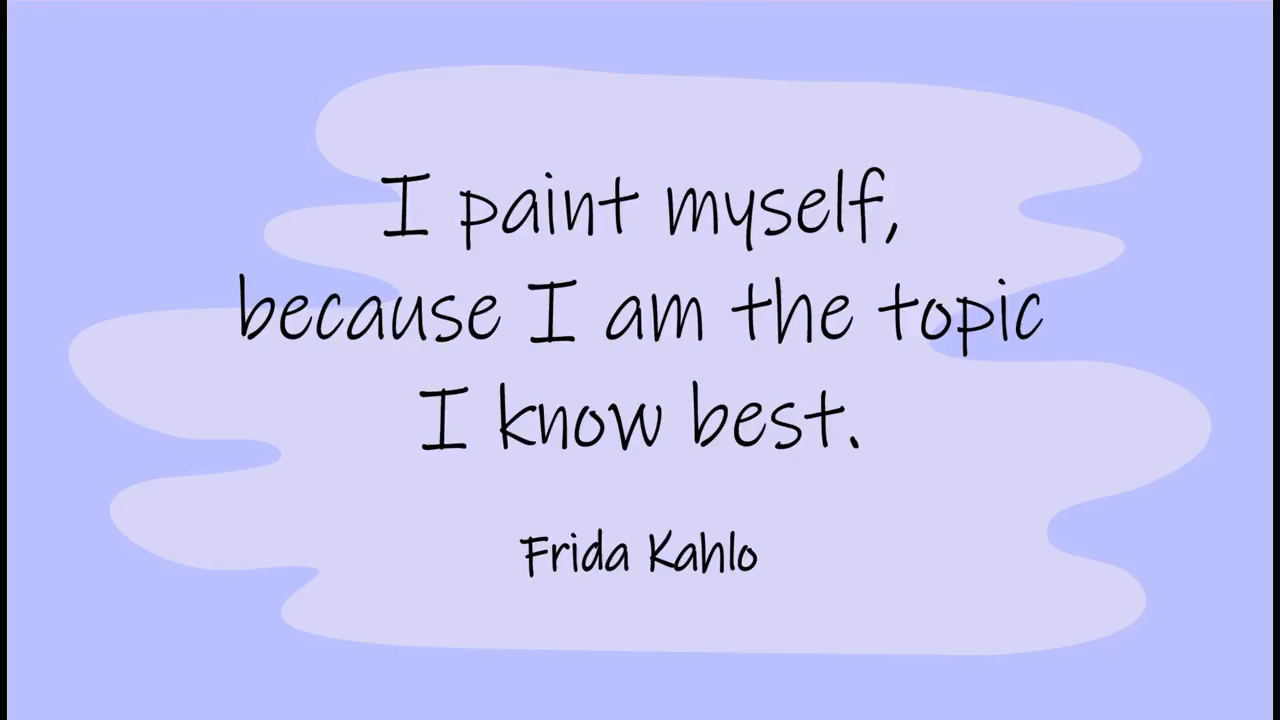 I paint myself,
because I am the topic
I know best.
Frida Kahlo